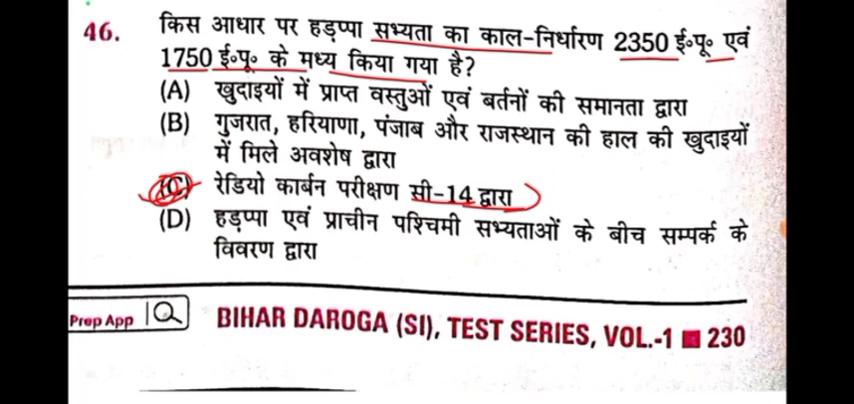 46. किस आधार पर हड़प्पा सभ्यता का काल-निर्धारण 2350 ई॰पू॰ एवं
1750 ई॰पू॰ के मध्य किया गया है?
(A) खुदाइयों में प्राप्त वस्तुओं एवं बर्तनों की समानता द्वारा
(B) गुजरात, हरियाणा, पंजाब और राजस्थान की हाल की खुदाइयों
में मिले अवशेष द्वारा
(C) रेडियो कार्बन परीक्षण सी-14 द्वारा
(D) हड़प्पा एवं प्राचीन पश्चिमी सभ्यताओं के बीच सम्पर्क के
विवरण द्वारा
Prep App BIHAR DAROGA (SI), TEST SERIES, VOL.-1 ■ 230